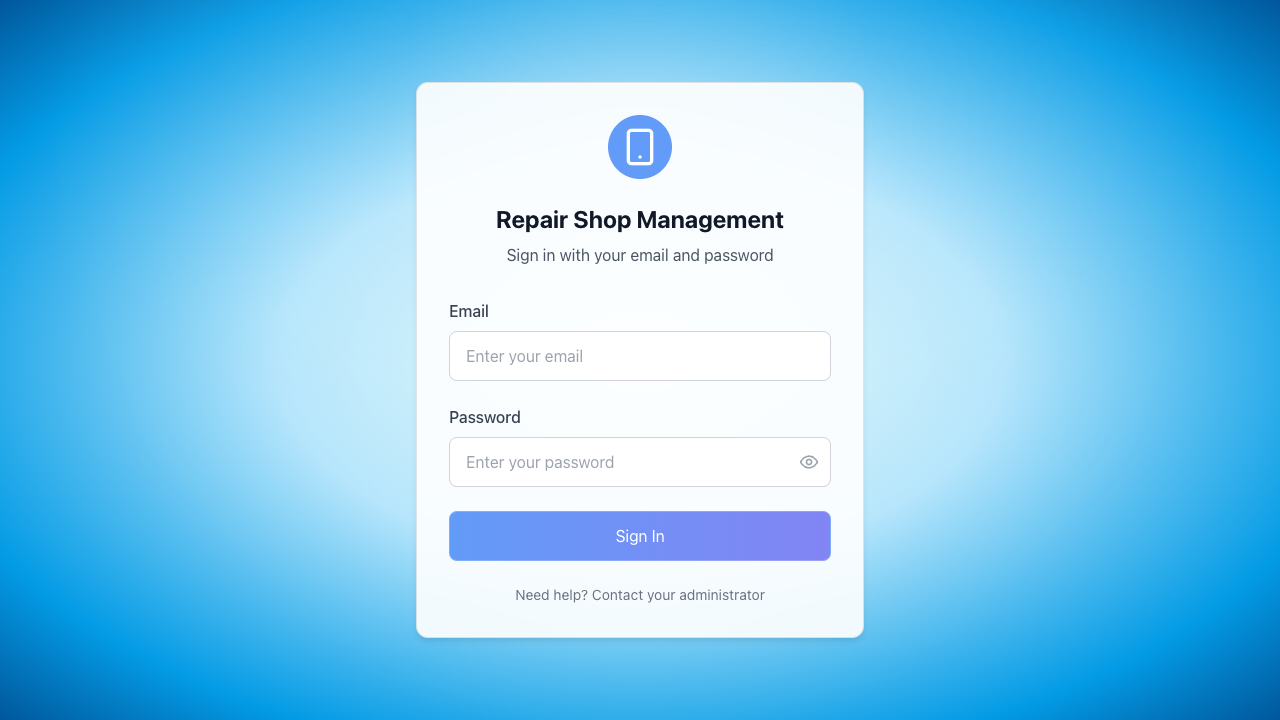 Repair Shop Management
Sign in with your email and password
Email
Enter your email
Password
Enter your password
Sign In
Need help? Contact your administrator